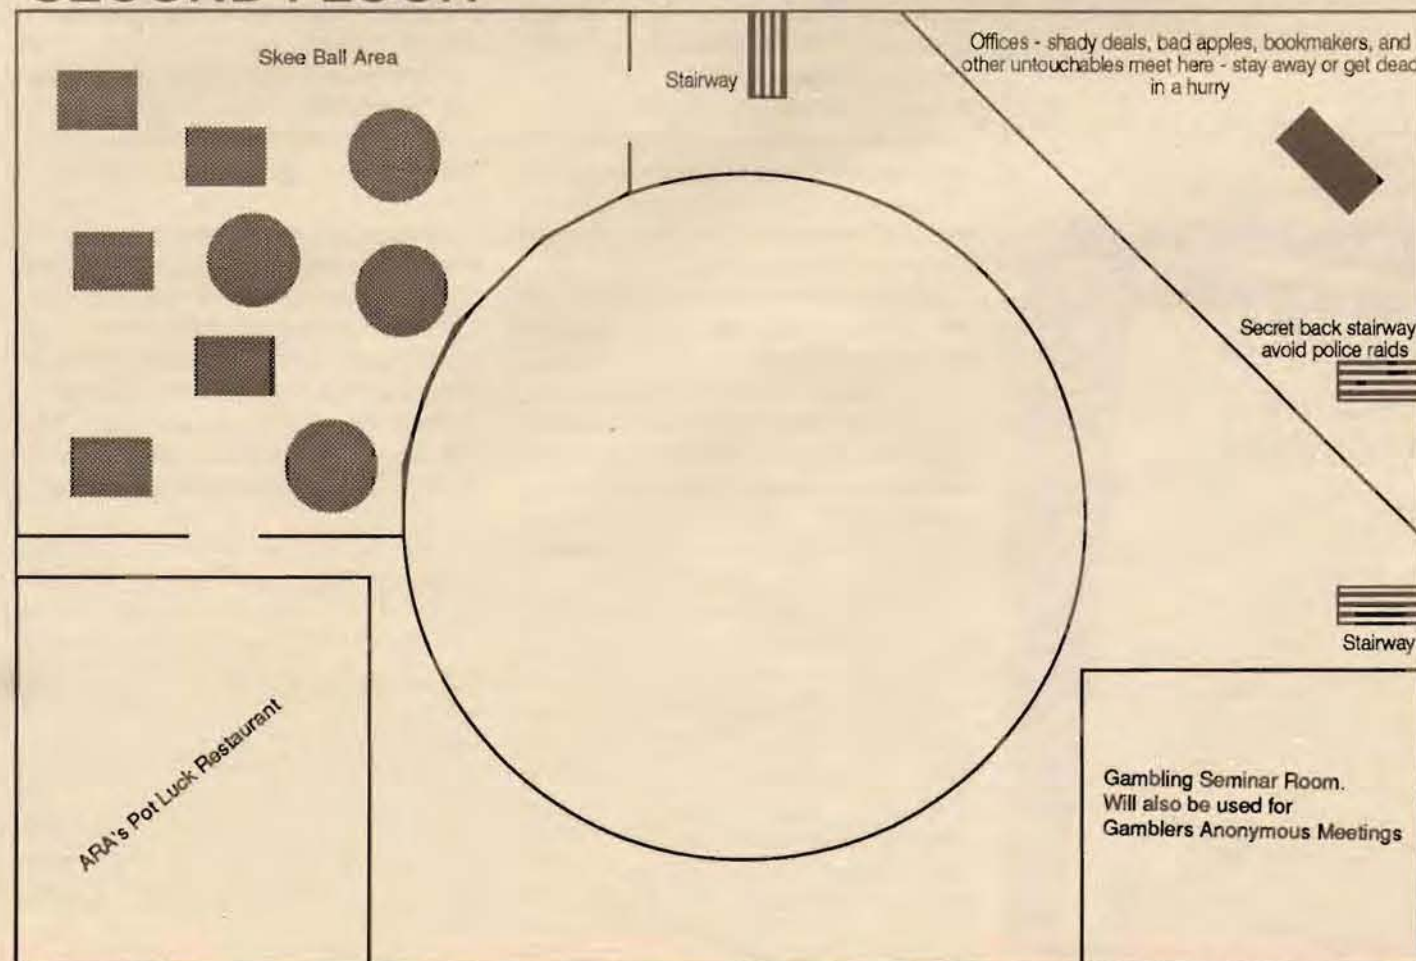 Skee Ball Area
Stairway
Offices - shady deals, bad apples, bookmakers, and
other untouchables meet here - stay away or get dead
in a hurry
Secret back stairway
avoid police raids
Stairway
ARA's Pot Luck Restaurant
Gambling Seminar Room.
Will also be used for
Gamblers Anonymous Meetings